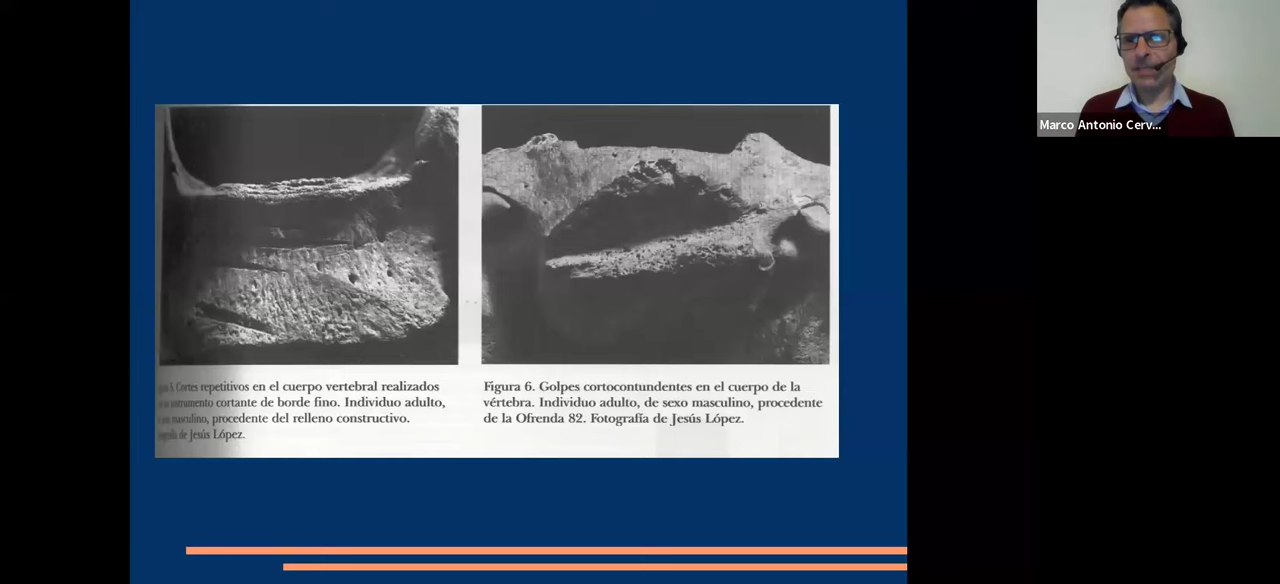 Cortes repetitivos en el cuerpo vertebral realizados
instrumento cortante de borde fino. Individuo adulto,
masculino, procedente del relleno constructivo.
de Jesús López.
Figura 6. Golpes cortocontundentes en el cuerpo de la
vértebra. Individuo adulto, de sexo masculino, procedente
de la Ofrenda 82. Fotografía de Jesús López.
Marco Antonio Cerv...